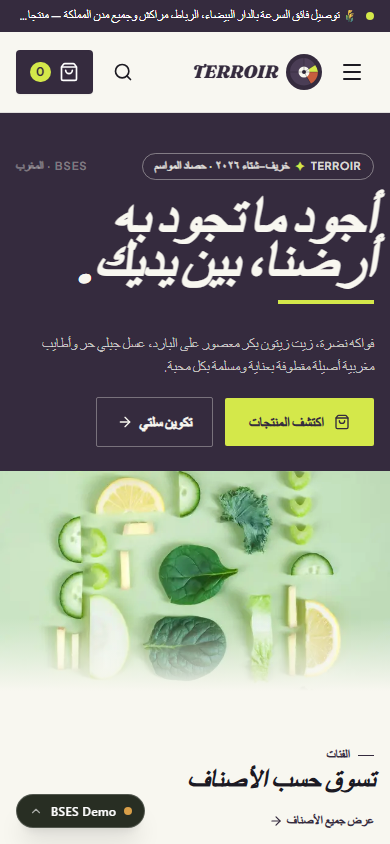 توصيل فائق السرعة بالدار البيضاء، الرباط، مراكش وجميع مدن المملكة — منتجا...
0
TERROIR
TERROIR ✦ خريف–شتاء ٢٠٢٦ · حصاد المواسم
BSES · المغرب
أجود ما تجود به
أرضنا، بين يديك.
فواكه نضرة، زيت زيتون بكر معصور على البارد، عسل جبلي حر وأطايب
مغربية أصيلة مقطوفة بعناية ومسلمة بكل محبة.
اكتشف المنتجات
تكوين سلتي
الفئات
تسوق حسب الأصناف
عرض جميع الأصناف
BSES Demo